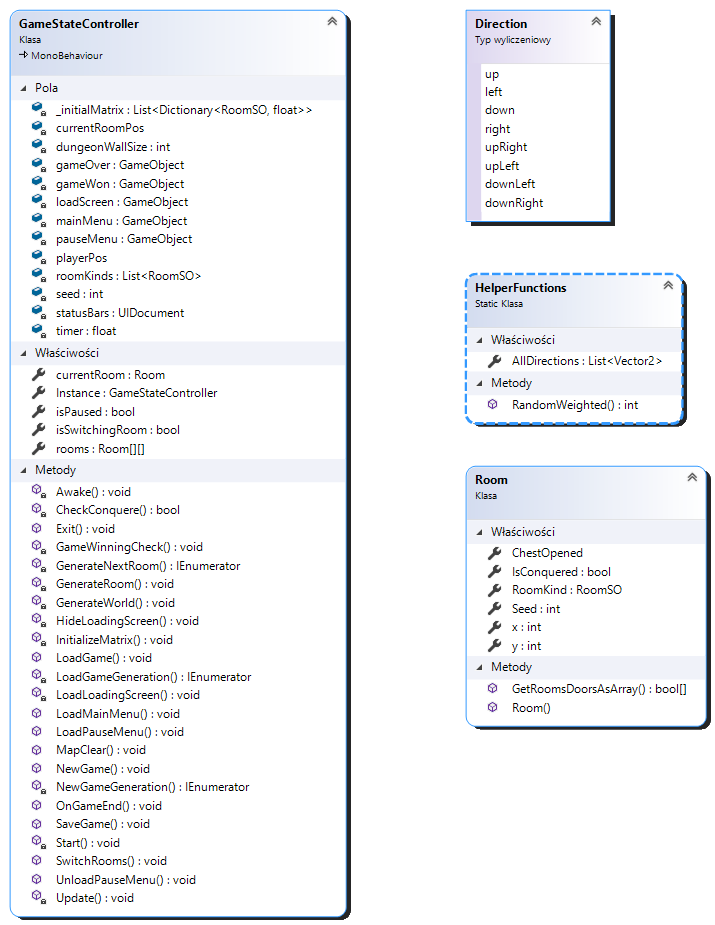 GameStateController
Klasa
MonoBehaviour
Pola
_initialMatrix : List<Dictionary<RoomSO, float>>
currentRoomPos
dungeonWallSize : int
gameOver : GameObject
gameWon : GameObject
loadScreen : GameObject
mainMenu : GameObject
pauseMenu : GameObject
playerPos
roomKinds : List<RoomSO>
seed : int
statusBars : UIDocument
timer : float
Właściwości
currentRoom : Room
Instance : GameStateController
isPaused : bool
isSwitchingRoom : bool
rooms : Room[][]
Metody
Awake() : void
CheckConquere() : bool
Exit() : void
GameWinningCheck() : void
GenerateNextRoom() : IEnumerator
GenerateRoom() : void
GenerateWorld() : void
HideLoadingScreen() : void
InitializeMatrix() : void
LoadGame() : void
LoadGameGeneration() : IEnumerator
LoadLoadingScreen() : void
LoadMainMenu() : void
LoadPauseMenu() : void
MapClear() : void
NewGame() : void
NewGameGeneration() : IEnumerator
OnGameEnd() : void
SaveGame() : void
Start() : void
SwitchRooms() : void
UnloadPauseMenu() : void
Update() : void
Direction
Typ wyliczeniowy
up
left
down
right
upRight
upLeft
downLeft
downRight
HelperFunctions
Static Klasa
Właściwości
AllDirections : List<Vector2>
Metody
RandomWeighted() : int
Room
Klasa
Właściwości
ChestOpened
IsConquered : bool
RoomKind : RoomSO
Seed : int
x : int
y : int
Metody
GetRoomsDoorsAsArray() : bool[]
Room()